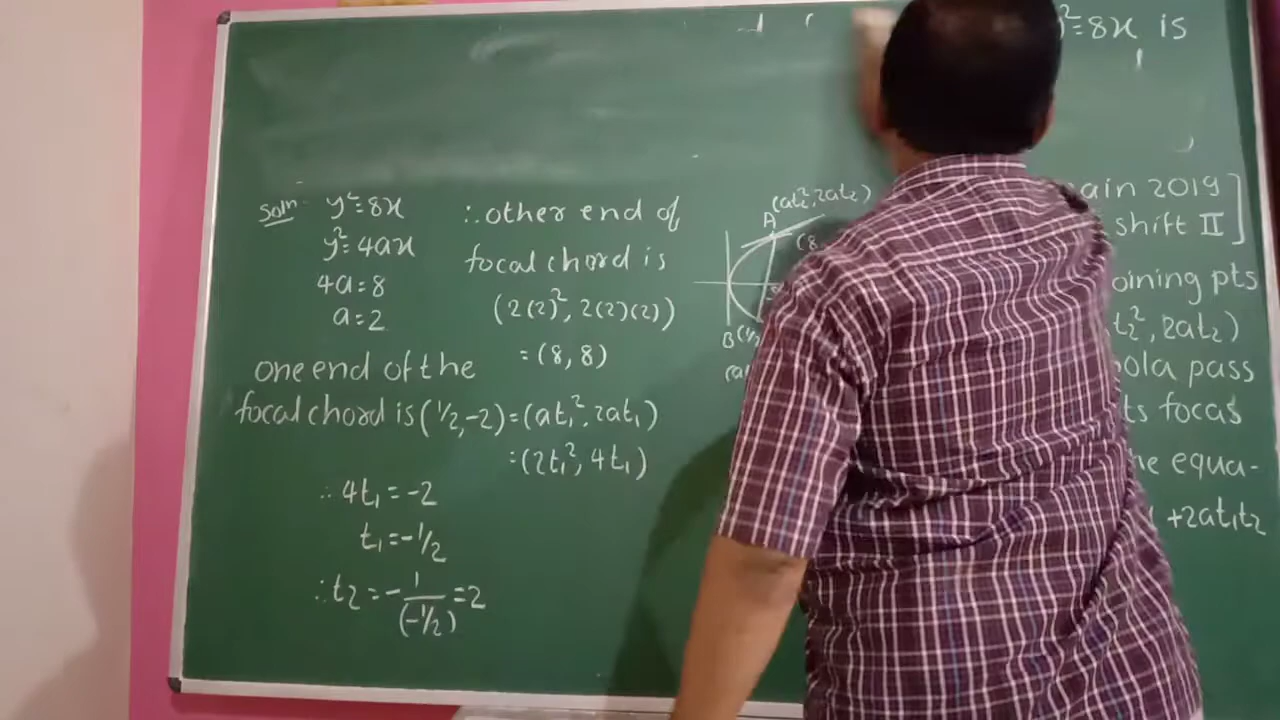 y²=8x is
Soln y²=8x
y²=4ax
4a=8
a=2
one end of the
focal chord is (1/2,-2)=(at₁²,2at₁)
=(2t₁²,4t₁)
∴4t₁=-2
t₁=-1/2
∴t₂=-1/(-1/2)=2
∴other end of
focal chord is
(2(2)²,2(2)(2))
=(8,8)
(at₂²,2at₂)
A
(8
B(1/2
ain 2019]
shift II]
oining pts
t₂²,2at₂)
ola pass
ts focus
he equa-
+2at₁t₂